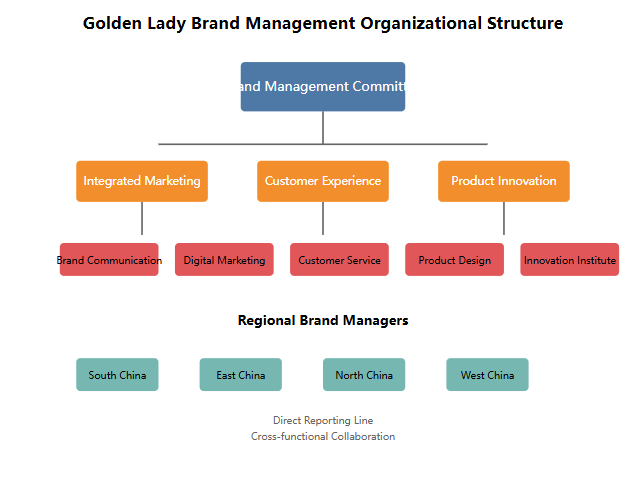 Golden Lady Brand Management Organizational Structure
and Management Committ
Integrated Marketing
Customer Experience
Product Innovation
Brand Communication
Digital Marketing
Customer Service
Product Design
Innovation Institute
Regional Brand Managers
South China
East China
North China
West China
Direct Reporting Line
Cross-functional Collaboration